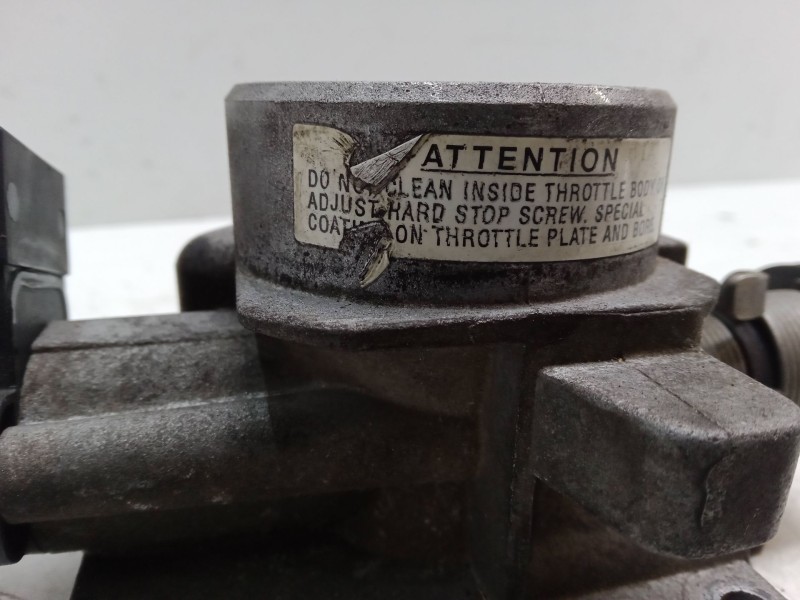 ATTENTION
DO NOT CLEAN INSIDE THROTTLE BODY
ADJUST HARD STOP SCREW. SPECIAL
ON THROTTLE PLATE AND BORE